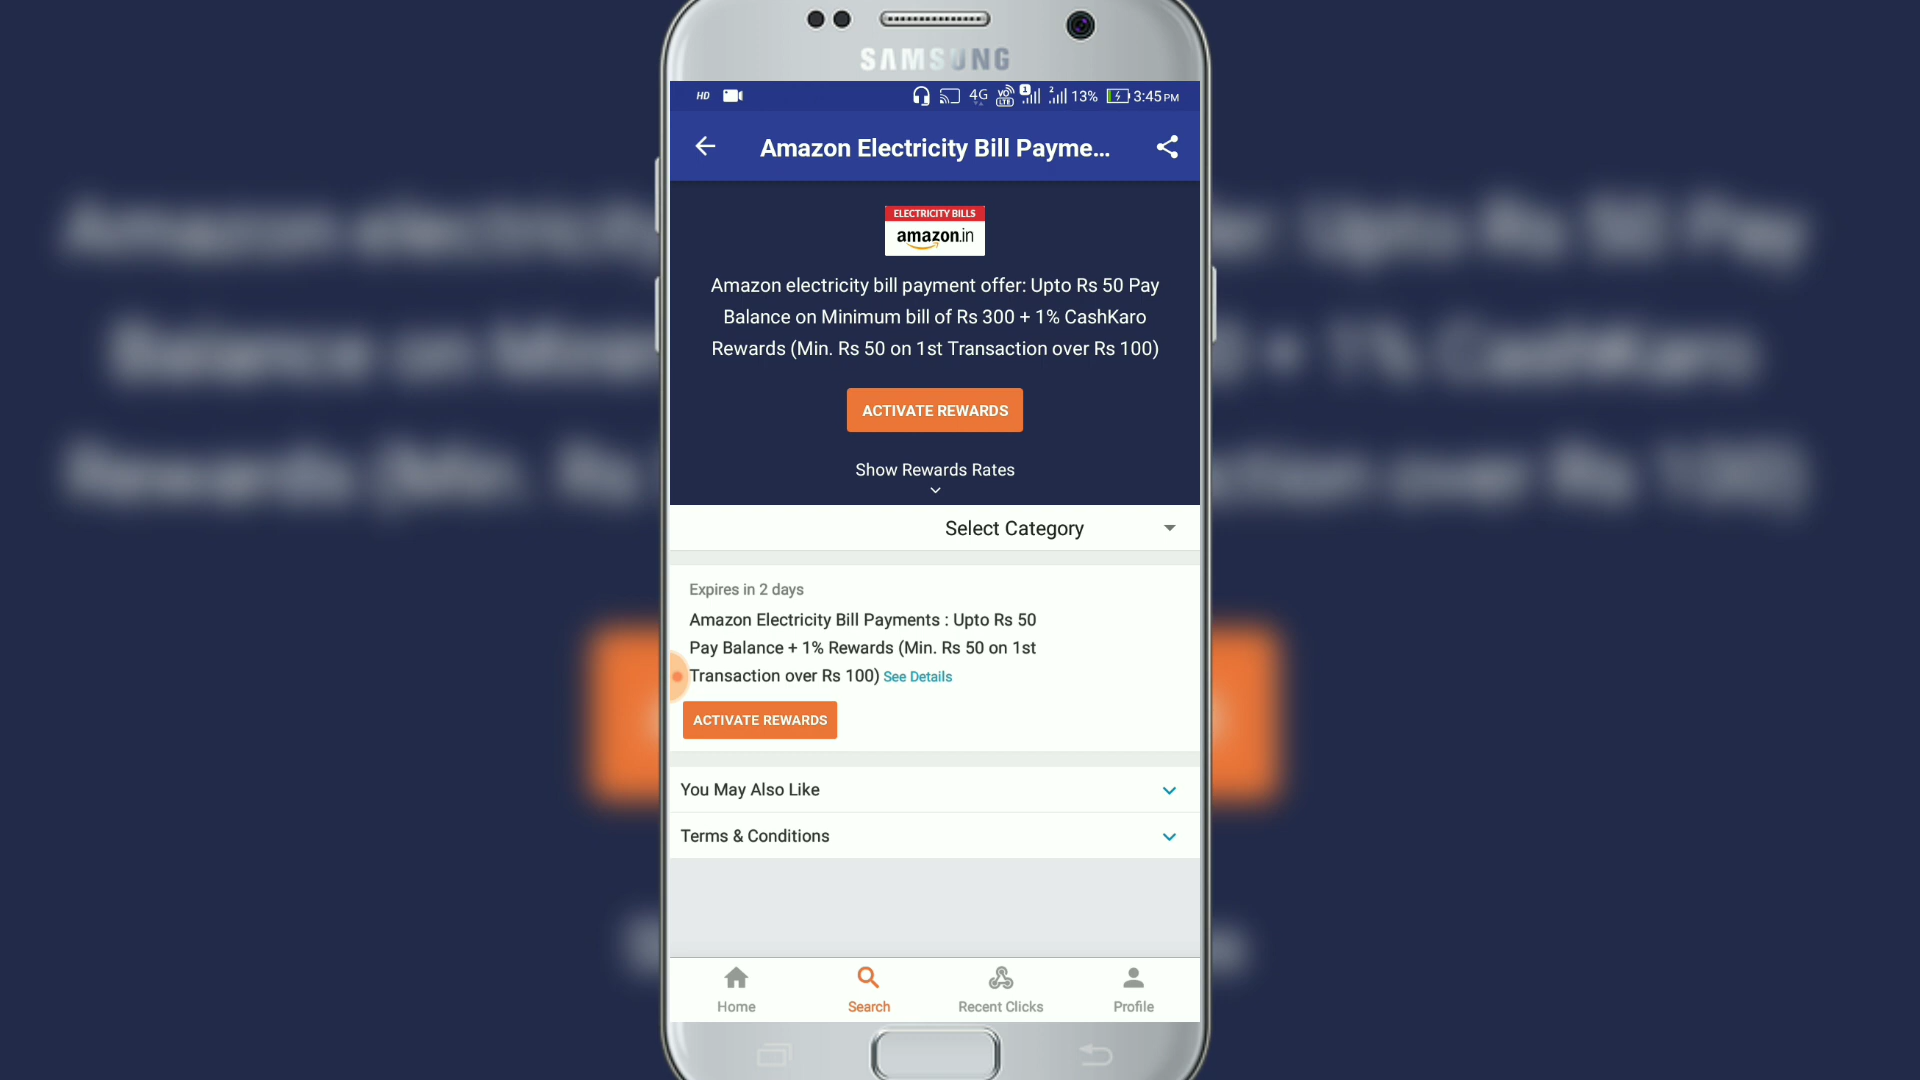 SAMSUNG
HD 4G VO LTE 1 2 13% 3:45 PM
Amazon Electricity Bill Payme...
ELECTRICITY BILLS
amazon.in
Amazon electricity bill payment offer: Upto Rs 50 Pay
Balance on Minimum bill of Rs 300 + 1% CashKaro
Rewards (Min. Rs 50 on 1st Transaction over Rs 100)
ACTIVATE REWARDS
Show Rewards Rates
Select Category
Expires in 2 days
Amazon Electricity Bill Payments : Upto Rs 50
Pay Balance + 1% Rewards (Min. Rs 50 on 1st
Transaction over Rs 100) See Details
ACTIVATE REWARDS
You May Also Like
Terms & Conditions
Home
Search
Recent Clicks
Profile